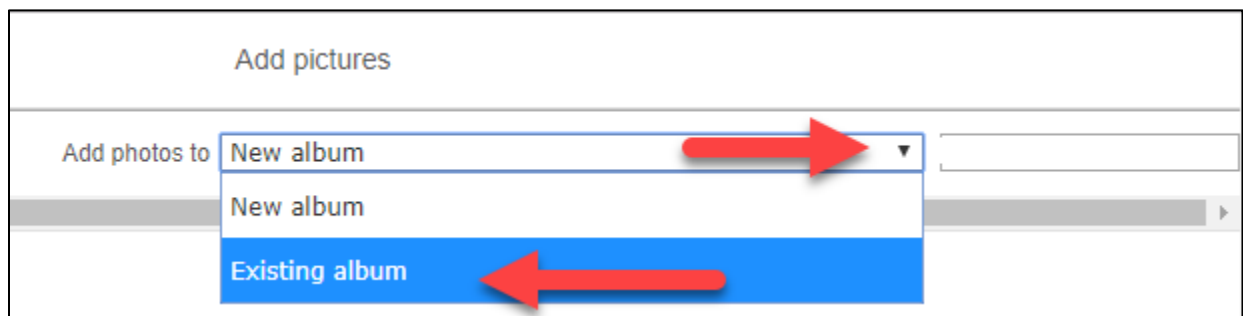 Add pictures
Add photos to New album
New album
Existing album